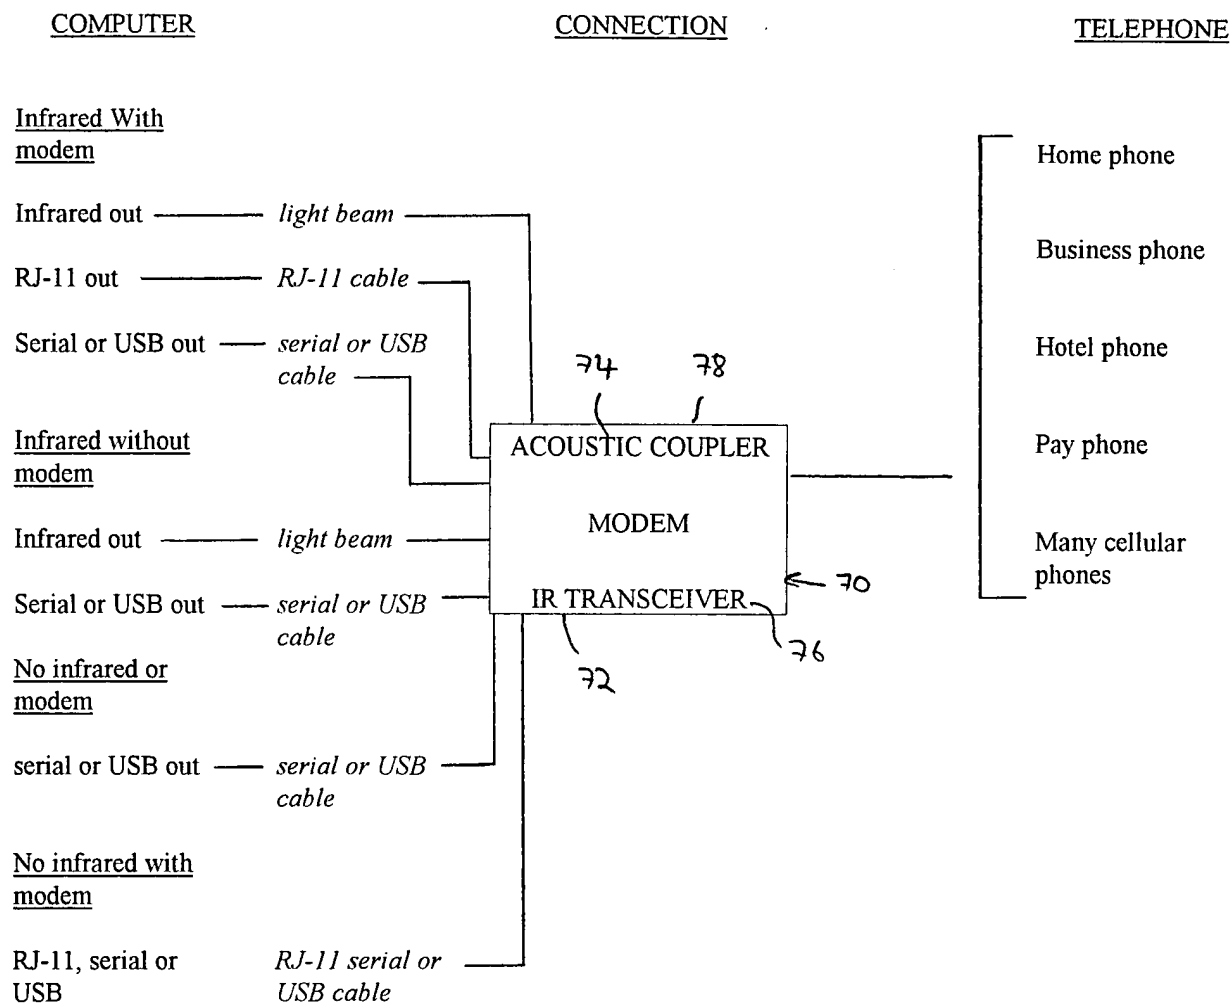 COMPUTER CONNECTION TELEPHONE
Infrared With
modem
Home phone
Infrared out light beam
Business phone
RJ-11 out RJ-11 cable
Serial or USB out serial or USB
cable
Hotel phone
74 78
Infrared without
modem
ACOUSTIC COUPLER
Pay phone
MODEM
Infrared out light beam
Many cellular
phones
70
Serial or USB out serial or USB
cable
IR TRANSCEIVER
76
72
No infrared or
modem
serial or USB out serial or USB
cable
No infrared with
modem
RJ-11, serial or
USB
RJ-11 serial or
USB cable